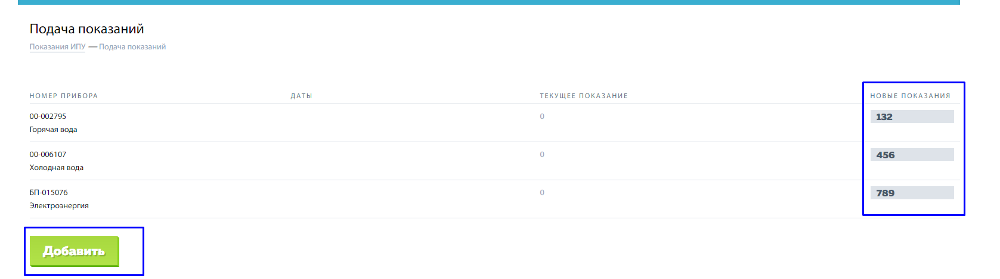 Подача показаний
Показания ИПУ — Подача показаний
НОМЕР ПРИБОРА ДАТЫ ТЕКУЩЕЕ ПОКАЗАНИЕ НОВЫЕ ПОКАЗАНИЯ
00-002795 0 132
Горячая вода
00-006107 0 456
Холодная вода
БП-015076 0 789
Электроэнергия
Добавить